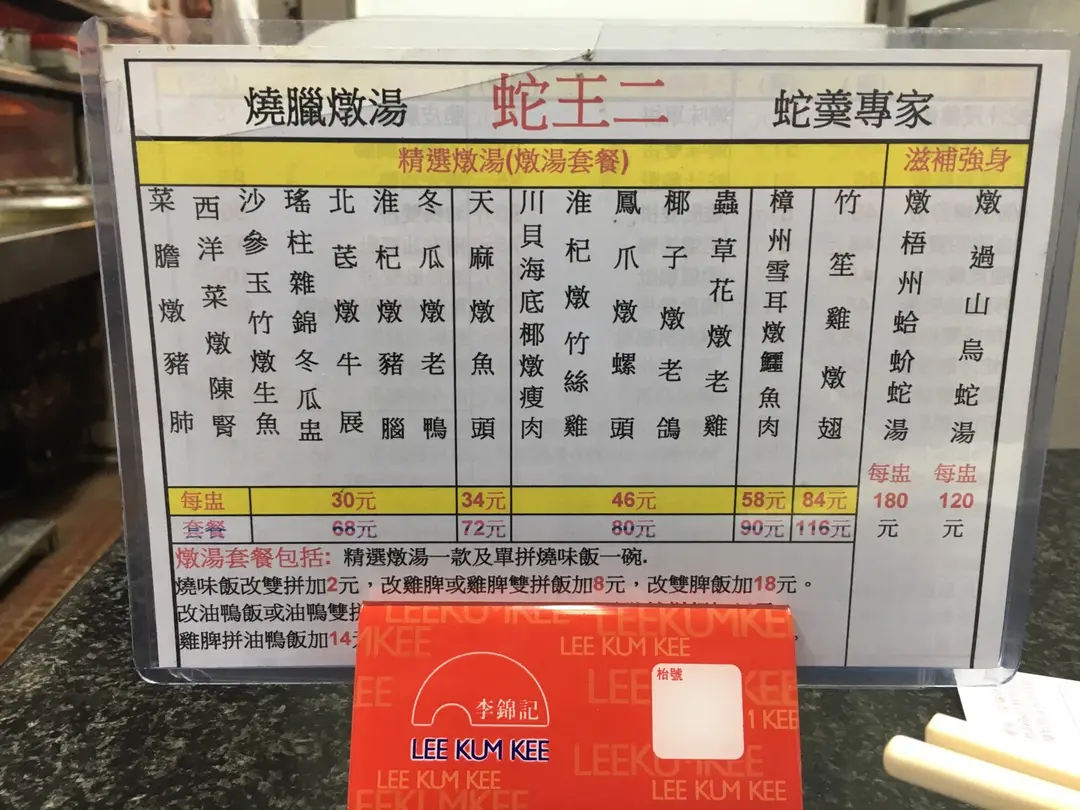 燒臘燉湯 蛇王二 蛇羹專家
精選燉湯(燉湯套餐) 滋補強身
菜膽燉豬肺
西洋菜燉陳腎
沙參玉竹燉生魚
瑤柱雜錦冬瓜盅
北芪燉牛展
淮杞燉豬腦
冬瓜燉老鴨
天麻燉魚頭
川貝海底椰燉瘦肉
淮杞燉竹絲雞
鳳爪燉螺頭
椰子燉老鴿
蟲草花燉老雞
樟州雪耳燉鱷魚肉
竹笙雞燉翅
燉梧州蛤蚧蛇湯
燉過山烏蛇湯
每盅 30元 34元 46元 58元 84元
套餐 68元 72元 80元 90元 116元
每盅 180 元
每盅 120 元
燉湯套餐包括: 精選燉湯一款及單拼燒味飯一碗.
燒味飯改雙拼加2元，改雞脾或雞脾雙拼飯加8元，改雙脾飯加18元。
改油鴨飯或油鴨雙拼
雞脾拼油鴨飯加14元
李錦記
LEE KUM KEE
枱號
LEE KUM KEE
LEE KUM KEE
LEE KUM KEE